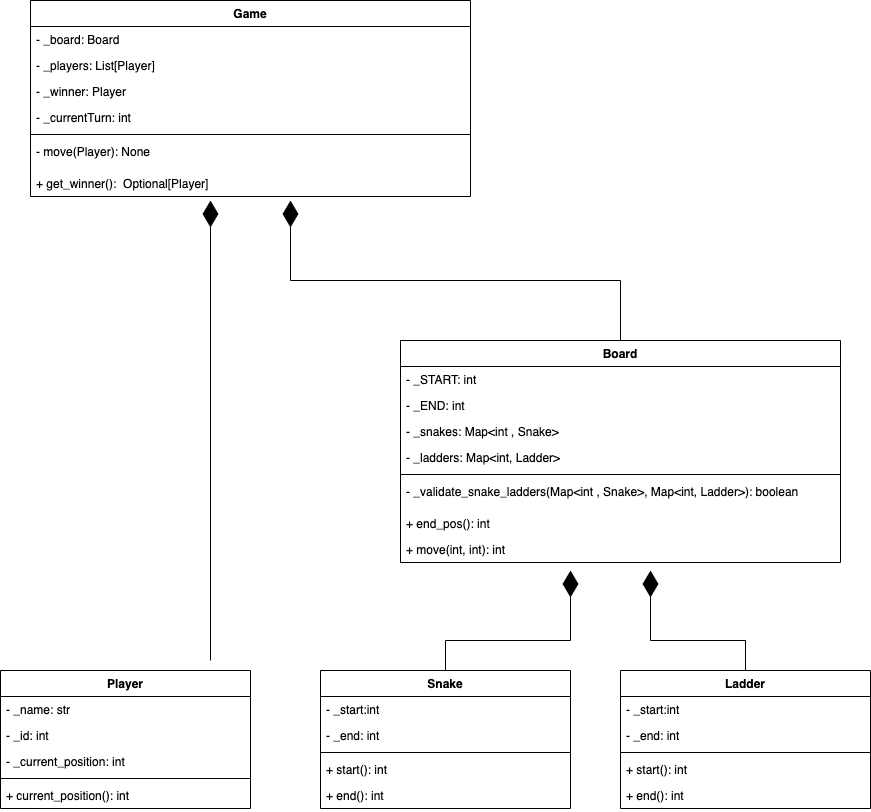 Game
- _board: Board
- _players: List[Player]
- _winner: Player
- _currentTurn: int
- move(Player): None
+ get_winner():  Optional[Player]
Board
- _START: int
- _END: int
- _snakes: Map<int , Snake>
- _ladders: Map<int, Ladder>
- _validate_snake_ladders(Map<int , Snake>, Map<int, Ladder>): boolean
+ end_pos(): int
+ move(int, int): int
Player
- _name: str
- _id: int
- _current_position: int
+ current_position(): int
Snake
- _start:int
- _end: int
+ start(): int
+ end(): int
Ladder
- _start:int
- _end: int
+ start(): int
+ end(): int